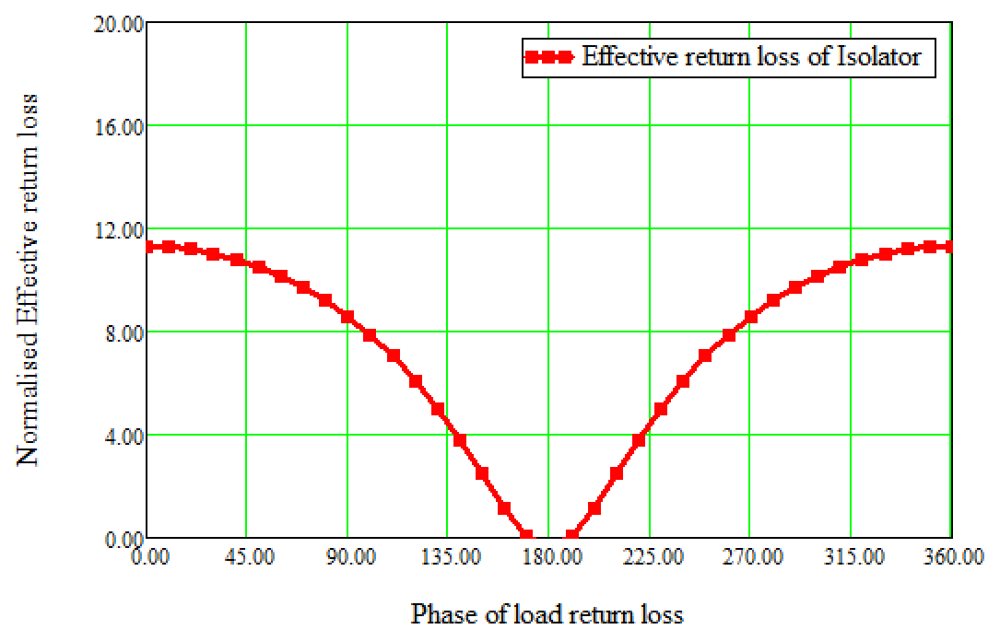 20.00
Effective return loss of Isolator
16.00
12.00
8.00
4.00
0.00
Normalised Effective return loss
0.00 45.00 90.00 135.00 180.00 225.00 270.00 315.00 360.00
Phase of load return loss